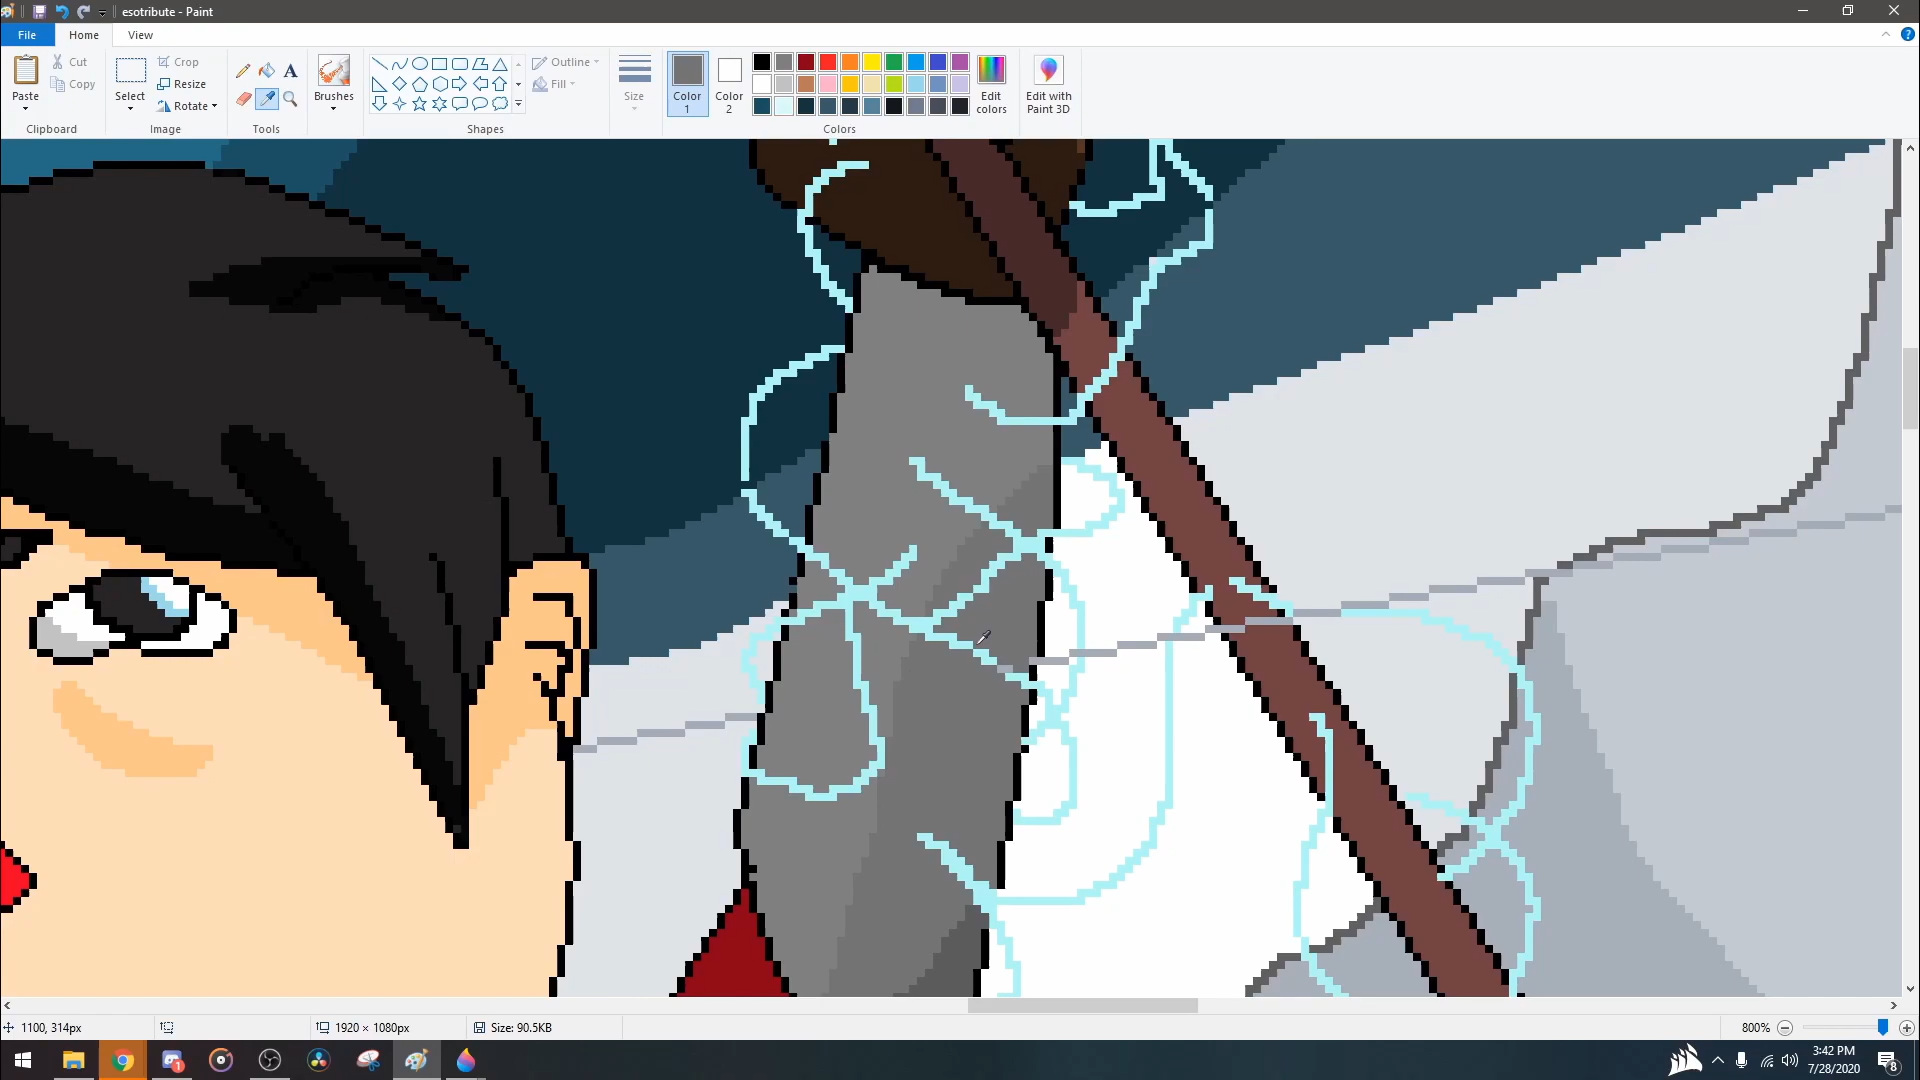 esotribute - Paint
File
Home
View
Paste
Cut
Copy
Clipboard
Select
Crop
Resize
Rotate
Image
A
Tools
Brushes
Outline
Fill
Shapes
Size
Color
1
Color
2
Edit
colors
Edit with
Paint 3D
Colors
1100, 314px
1920 × 1080px
Size: 90.5KB
800%
1
3:42 PM
7/28/2020
8